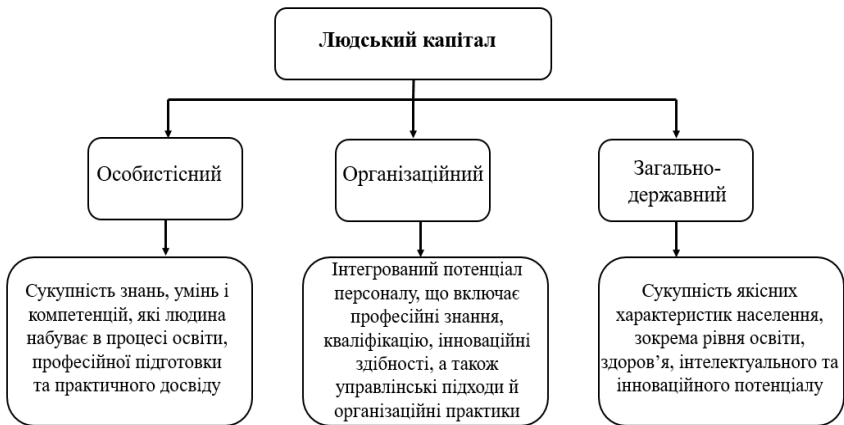 Людський капітал
Особистісний
Організаційний
Загально-
державний
Сукупність знань, умінь і
компетенцій, які людина
набуває в процесі освіти,
професійної підготовки
та практичного досвіду
Інтегрований потенціал
персоналу, що включає
професійні знання,
кваліфікацію, інноваційні
здібності, а також
управлінські підходи й
організаційні практики
Сукупність якісних
характеристик населення,
зокрема рівня освіти,
здоров’я, інтелектуального та
інноваційного потенціалу